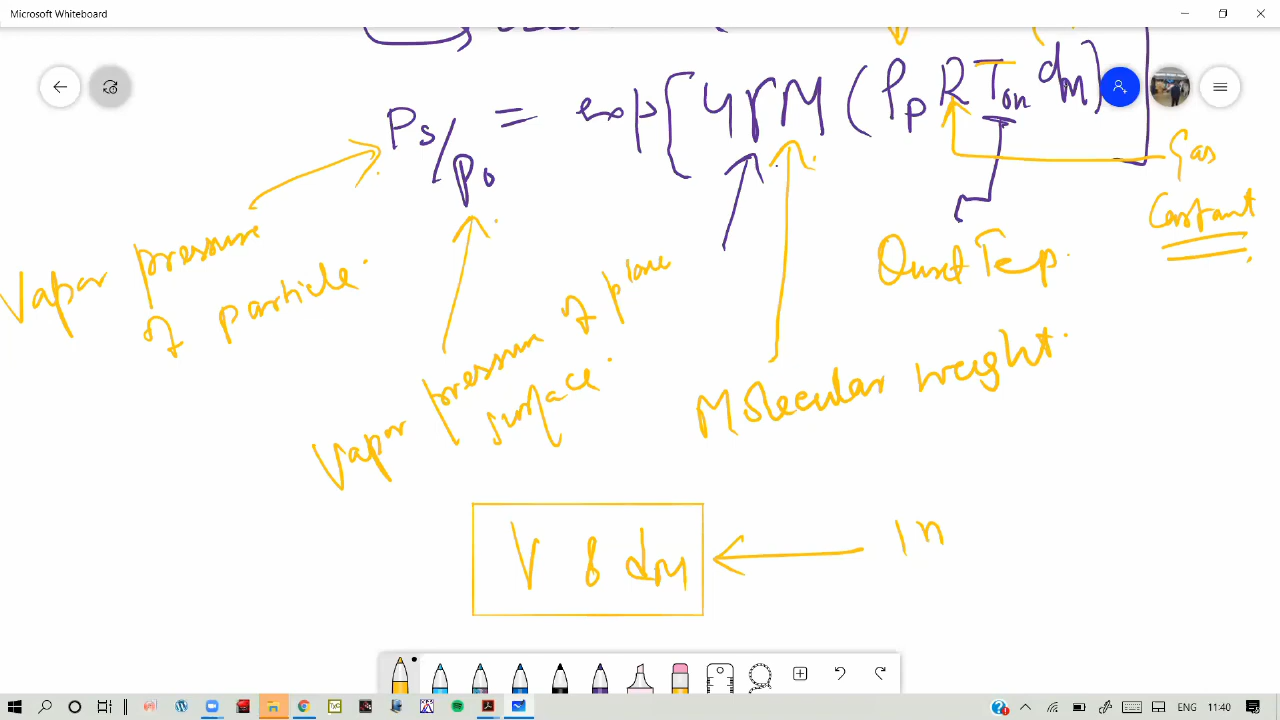 Microsoft Whiteboard
Ps/Po = exp[4γM (ρp R Ton dm)]
Gas
Constant
Onset Temp.
Vapor pressure
of particle.
Vapor pressure of plane
surface.
Molecular weight.
V & dm
In
ENG
11:40